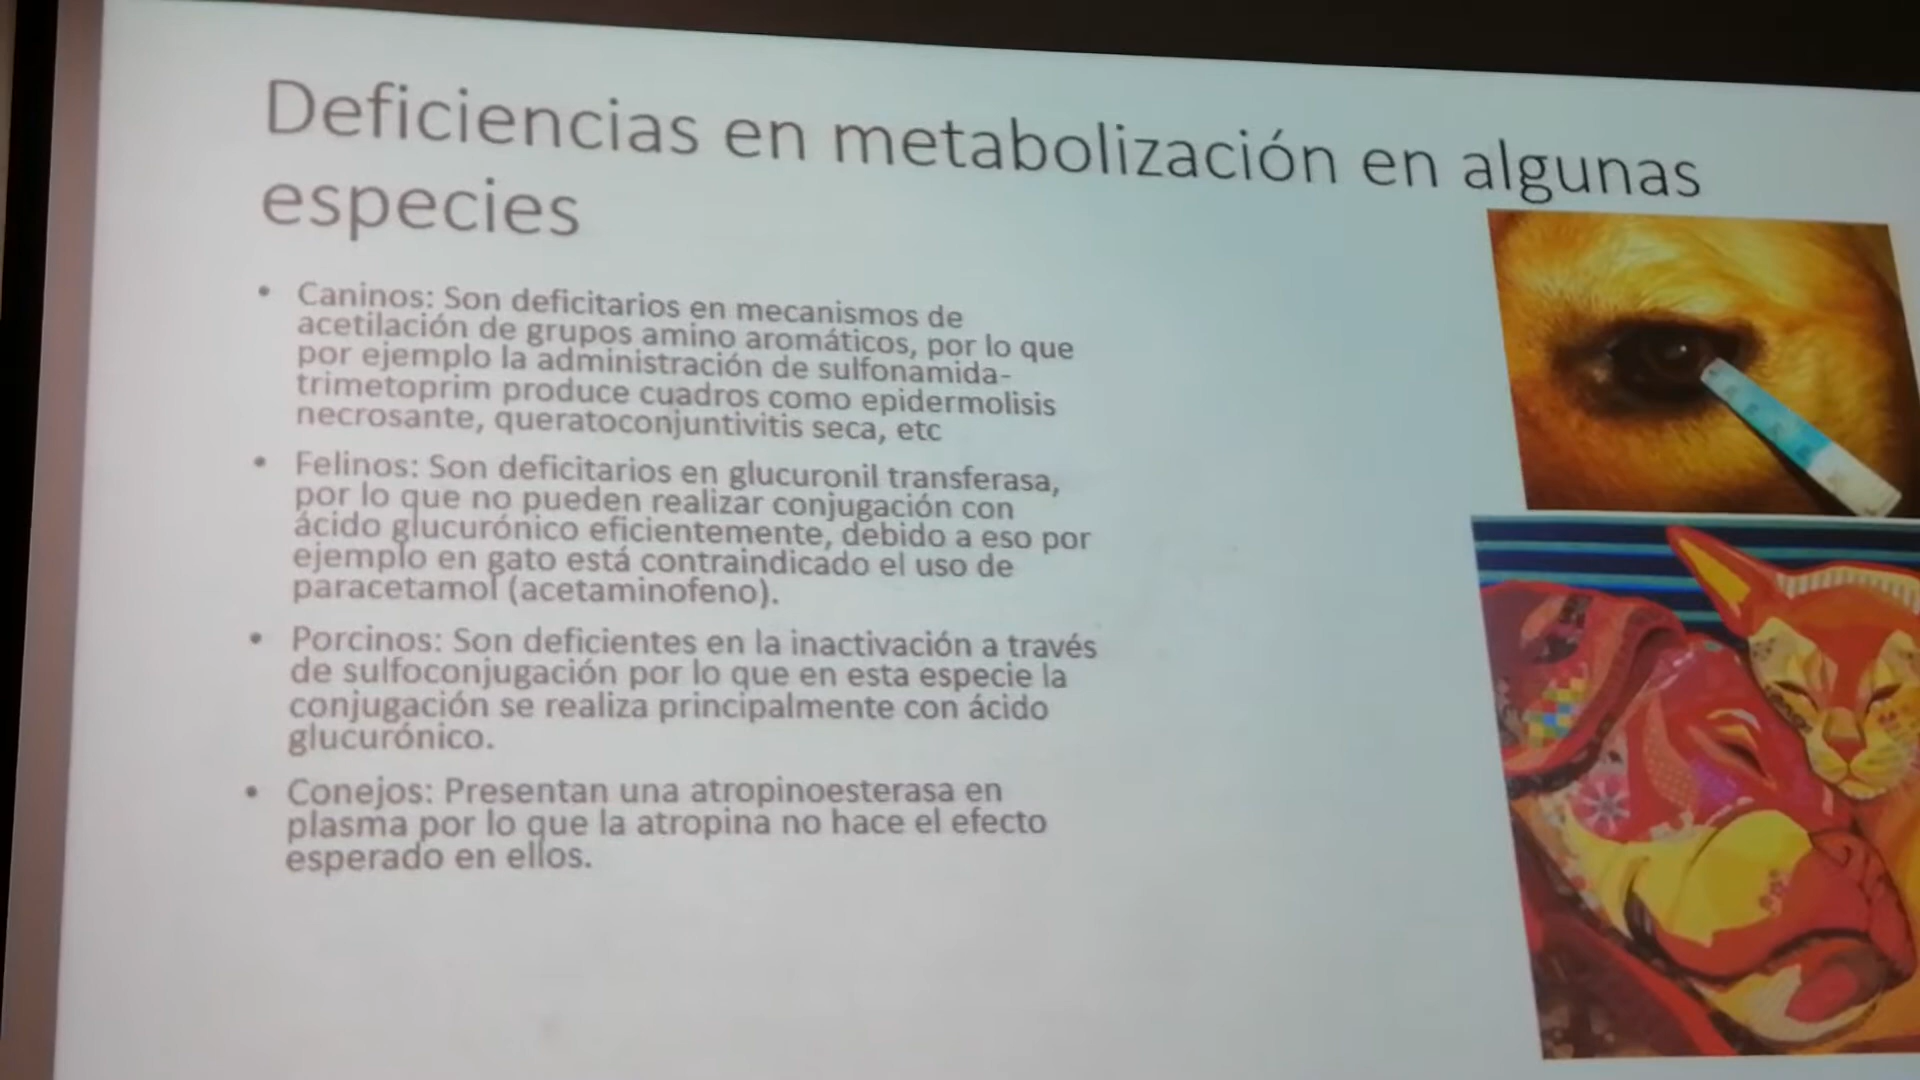 Deficiencias en metabolización en algunas
especies
• Caninos: Son deficitarios en mecanismos de
acetilación de grupos amino aromáticos, por lo que
por ejemplo la administración de sulfonamida-
trimetoprim produce cuadros como epidermolisis
necrosante, queratoconjuntivitis seca, etc
• Felinos: Son deficitarios en glucuronil transferasa,
por lo que no pueden realizar conjugación con
ácido glucurónico eficientemente, debido a eso por
ejemplo en gato está contraindicado el uso de
paracetamol (acetaminofeno).
• Porcinos: Son deficientes en la inactivación a través
de sulfoconjugación por lo que en esta especie la
conjugación se realiza principalmente con ácido
glucurónico.
• Conejos: Presentan una atropinoesterasa en
plasma por lo que la atropina no hace el efecto
esperado en ellos.